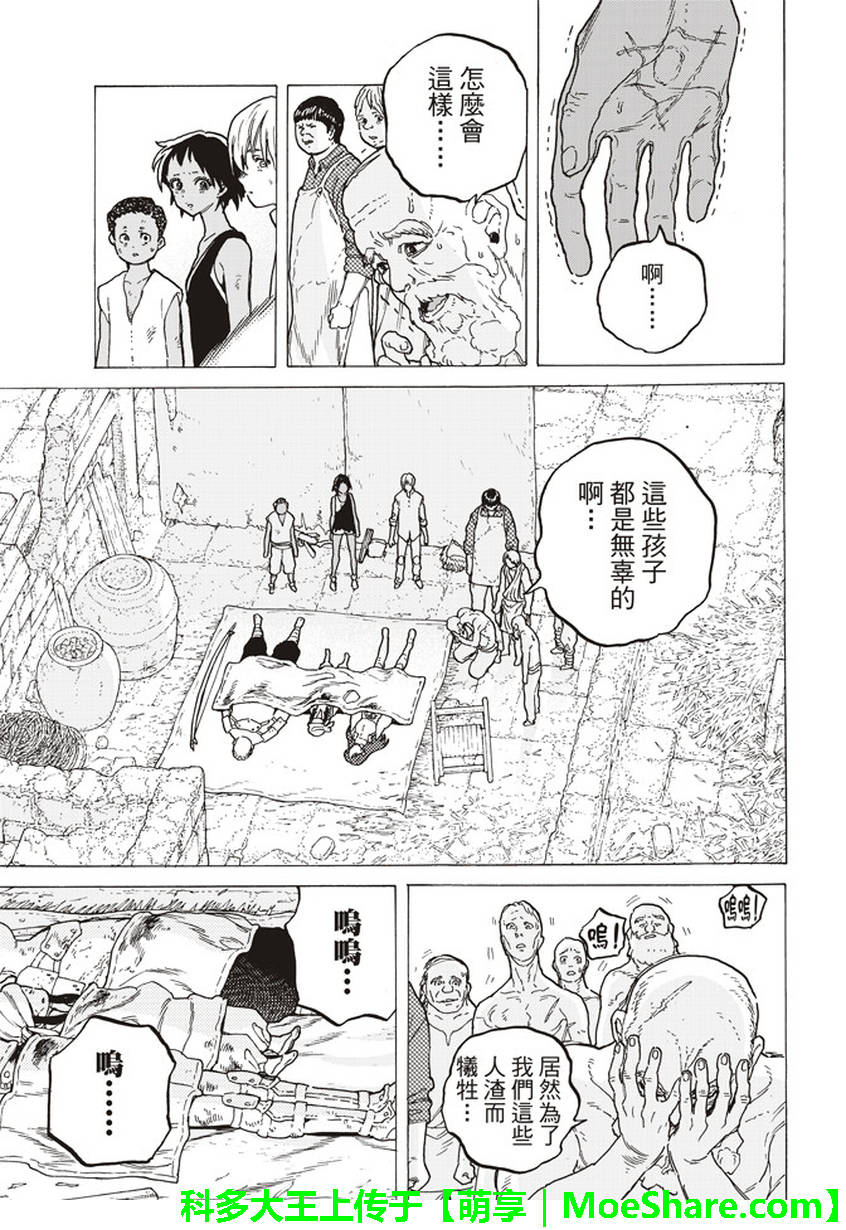 啊……
怎麼會
這樣……
這些孩子
都是無辜的
啊…
嗚嗚！
嗚！
居然為了
我們這些
人渣而
犧牲…
嗚嗚…
嗚……
科多大王上传于【萌享｜MoeShare.com】